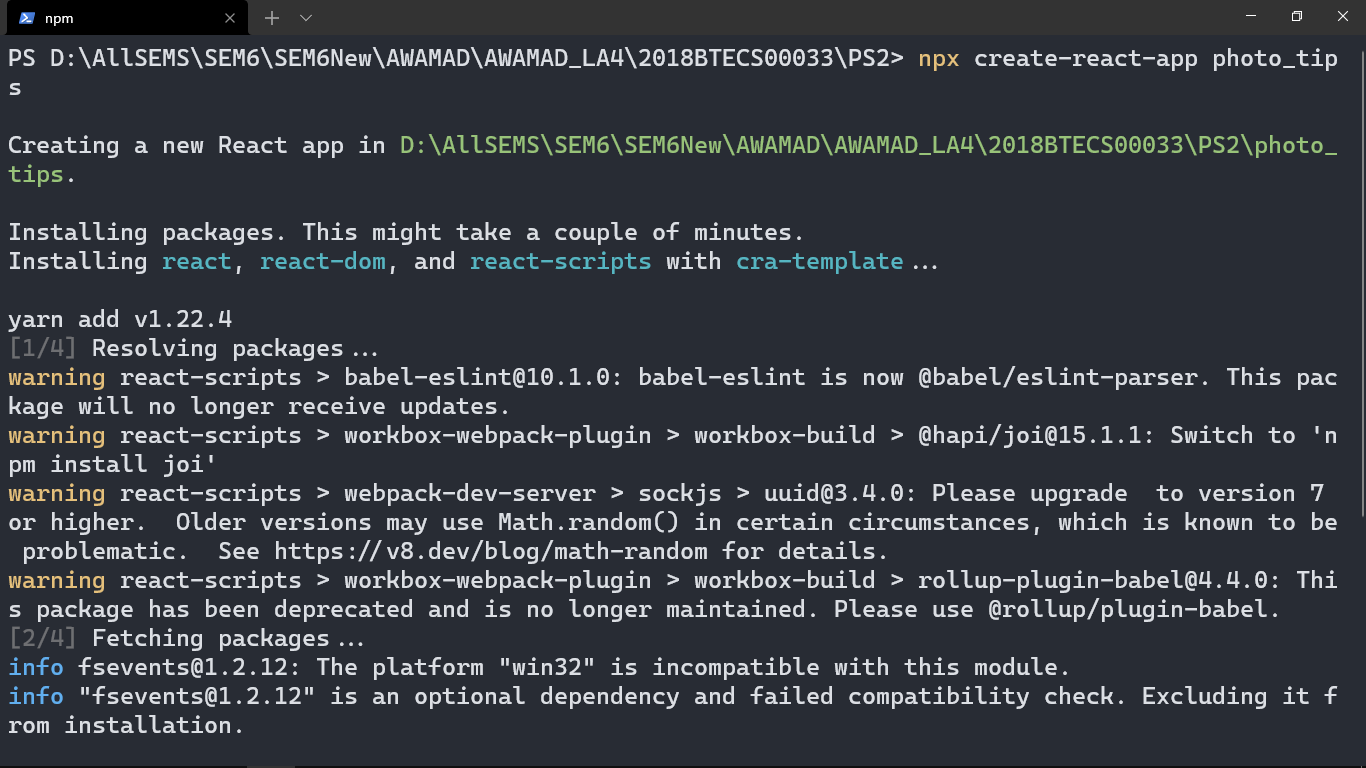 npm
PS D:\AllSEMS\SEM6\SEM6New\AWAMAD\AWAMAD_LA4\2018BTECS00033\PS2> npx create-react-app photo_tip
s
Creating a new React app in D:\AllSEMS\SEM6\SEM6New\AWAMAD\AWAMAD_LA4\2018BTECS00033\PS2\photo_
tips.
Installing packages. This might take a couple of minutes.
Installing react, react-dom, and react-scripts with cra-template...
yarn add v1.22.4
[1/4] Resolving packages...
warning react-scripts > babel-eslint@10.1.0: babel-eslint is now @babel/eslint-parser. This pac
kage will no longer receive updates.
warning react-scripts > workbox-webpack-plugin > workbox-build > @hapi/joi@15.1.1: Switch to 'n
pm install joi'
warning react-scripts > webpack-dev-server > sockjs > uuid@3.4.0: Please upgrade  to version 7 
or higher.  Older versions may use Math.random() in certain circumstances, which is known to be
 problematic.  See https://v8.dev/blog/math-random for details.
warning react-scripts > workbox-webpack-plugin > workbox-build > rollup-plugin-babel@4.4.0: Thi
s package has been deprecated and is no longer maintained. Please use @rollup/plugin-babel.
[2/4] Fetching packages...
info fsevents@1.2.12: The platform "win32" is incompatible with this module.
info "fsevents@1.2.12" is an optional dependency and failed compatibility check. Excluding it f
rom installation.